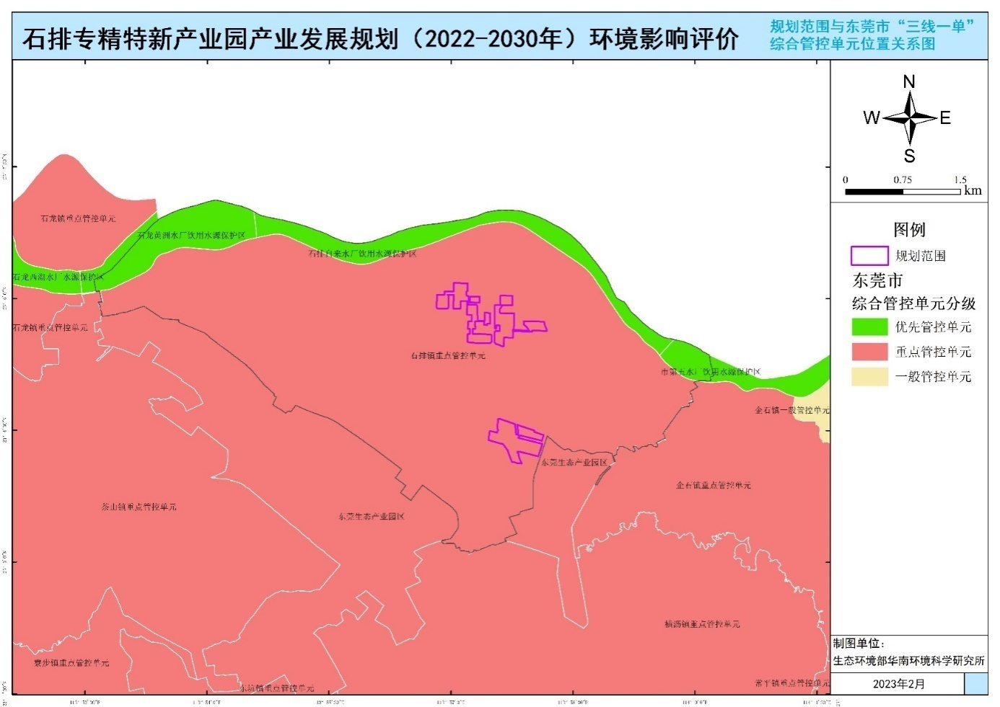 石排专精特新产业园产业发展规划（2022-2030年）环境影响评价
规划范围与东莞市“三线一单”
综合管控单元位置关系图
N
W
E
S
0
0.75
1.5
km
图例
规划范围
东莞市
综合管控单元分级
优先管控单元
重点管控单元
一般管控单元
石龙镇重点管控单元
石龙黄洲水厂饮用水源保护区
石排自来水厂饮用水源保护区
石龙西湖水厂水源保护区
石龙镇重点管控单元
石排镇重点管控单元
市第五水厂饮用水源保护区
企石镇一般管控单元
东莞生态产业园区
企石镇重点管控单元
茶山镇重点管控单元
东莞生态产业园区
横沥镇重点管控单元
寮步镇重点管控单元
东坑镇重点管控单元
常平镇重点管控单元
制图单位：
生态环境部华南环境科学研究所
2023年2月